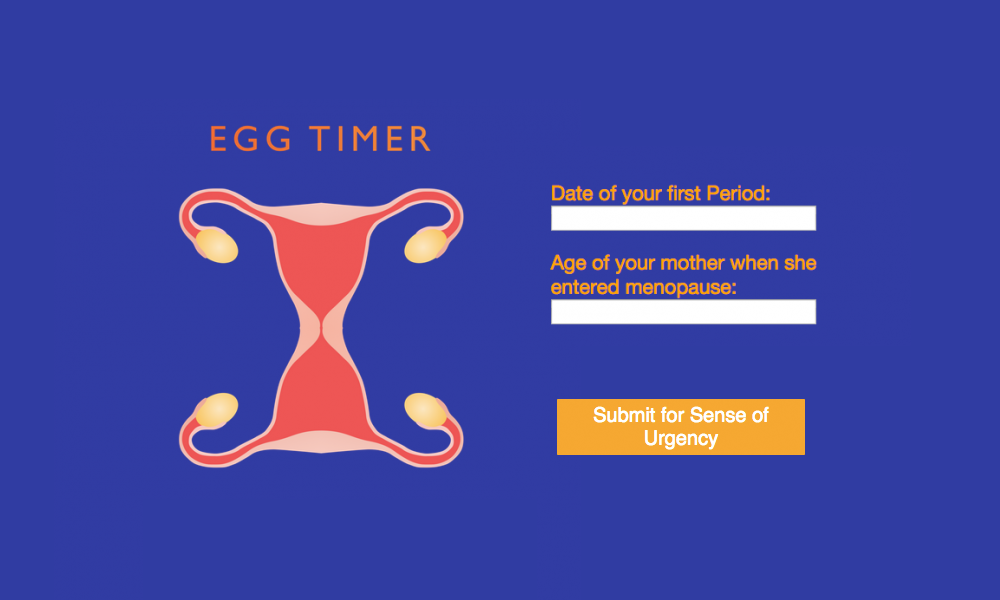 EGG TIMER
Date of your first Period:
Age of your mother when she
entered menopause:
Submit for Sense of
Urgency